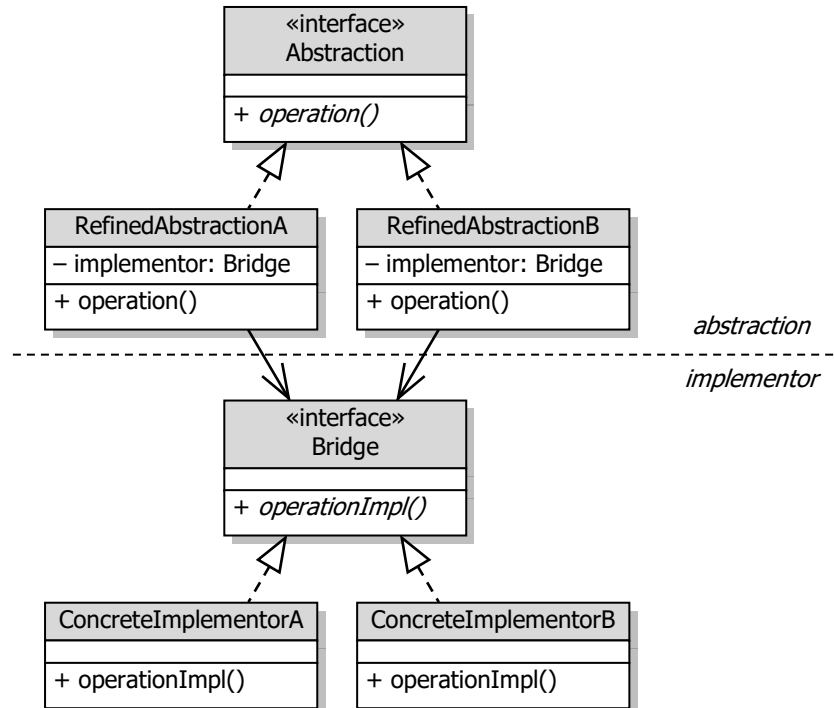 «interface»
Abstraction
+ operation()
RefinedAbstractionA
– implementor: Bridge
+ operation()
RefinedAbstractionB
– implementor: Bridge
+ operation()
abstraction
implementor
«interface»
Bridge
+ operationImpl()
ConcreteImplementorA
+ operationImpl()
ConcreteImplementorB
+ operationImpl()